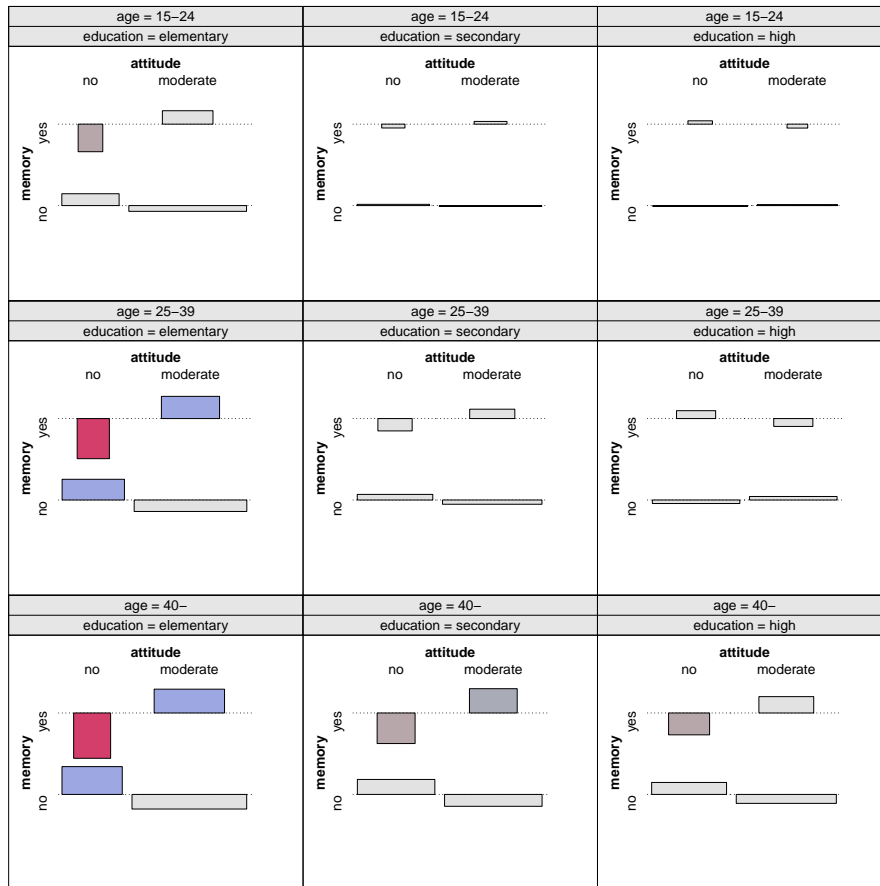 age = 15−24
education = elementary
attitude
no moderate
memory
yes
no
age = 15−24
education = secondary
attitude
no moderate
memory
yes
no
age = 15−24
education = high
attitude
no moderate
memory
yes
no
age = 25−39
education = elementary
attitude
no moderate
memory
yes
no
age = 25−39
education = secondary
attitude
no moderate
memory
yes
no
age = 25−39
education = high
attitude
no moderate
memory
yes
no
age = 40−
education = elementary
attitude
no moderate
memory
yes
no
age = 40−
education = secondary
attitude
no moderate
memory
yes
no
age = 40−
education = high
attitude
no moderate
memory
yes
no